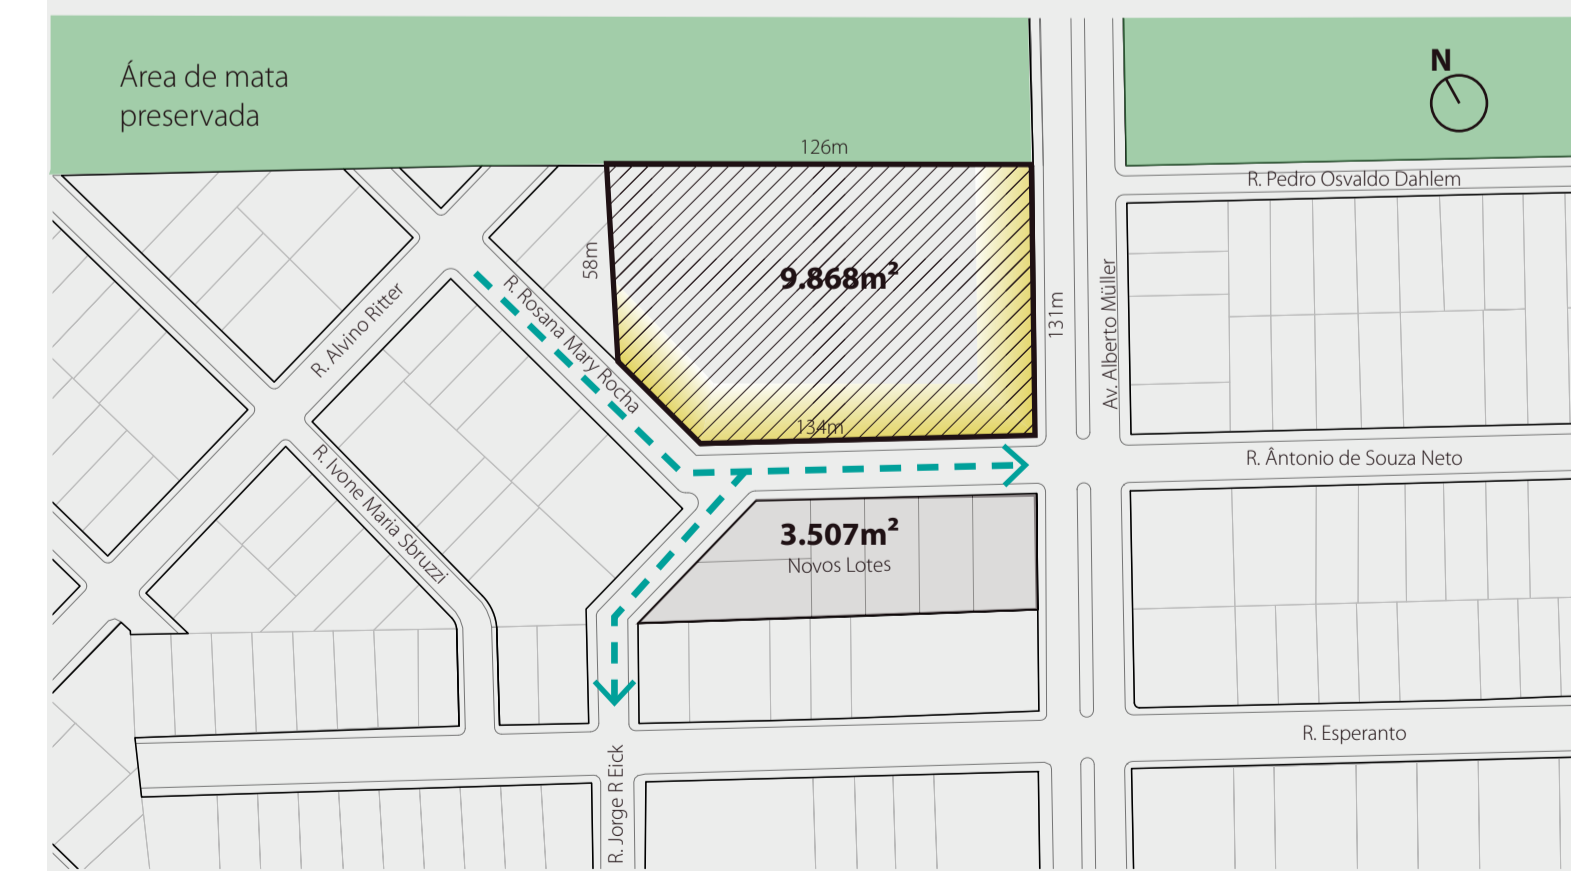 Área de mata
preservada
N
126m
R. Pedro Osvaldo Dahlem
58m
9.868m²
R. Rosana Mary Rocha
R. Alvino Ritter
131m
Av. Alberto Müller
134m
R. Ântonio de Souza Neto
R. Ivone Maria Sbruzzi
3.507m²
Novos Lotes
R. Esperanto
R. Jorge R Eick